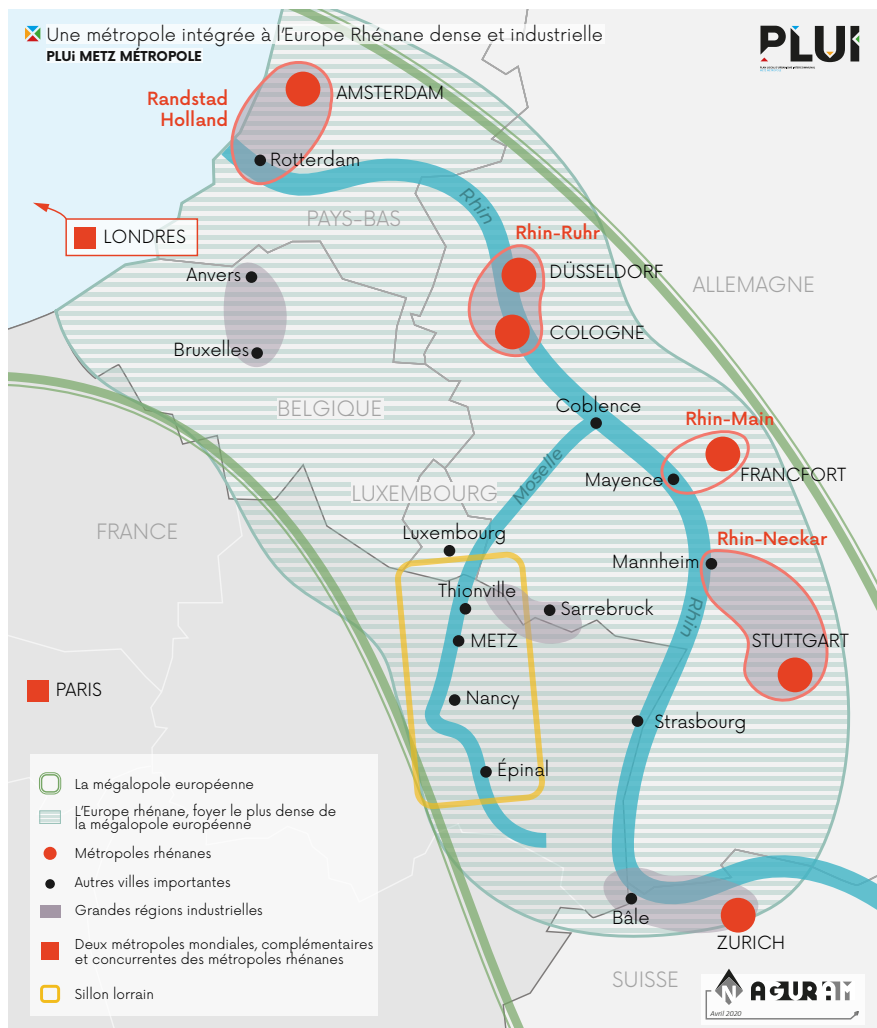 Une métropole intégrée à l'Europe Rhénane dense et industrielle
PLUi METZ MÉTROPOLE
PLUi
Randstad
Holland
AMSTERDAM
Rotterdam
Rhin
PAYS-BAS
LONDRES
Rhin-Ruhr
Anvers
DÜSSELDORF
ALLEMAGNE
COLOGNE
Bruxelles
BELGIQUE
Coblence
Rhin-Main
Moselle
Mayence
FRANCFORT
LUXEMBOURG
FRANCE
Luxembourg
Rhin-Neckar
Mannheim
Thionville
Sarrebruck
Rhin
METZ
STUTTGART
PARIS
Nancy
Strasbourg
Épinal
La mégalopole européenne
L'Europe rhénane, foyer le plus dense de
la mégalopole européenne
Métropoles rhénanes
Autres villes importantes
Grandes régions industrielles
Deux métropoles mondiales, complémentaires
et concurrentes des métropoles rhénanes
Sillon lorrain
Bâle
ZURICH
SUISSE
N
AGURAM
Avril 2020